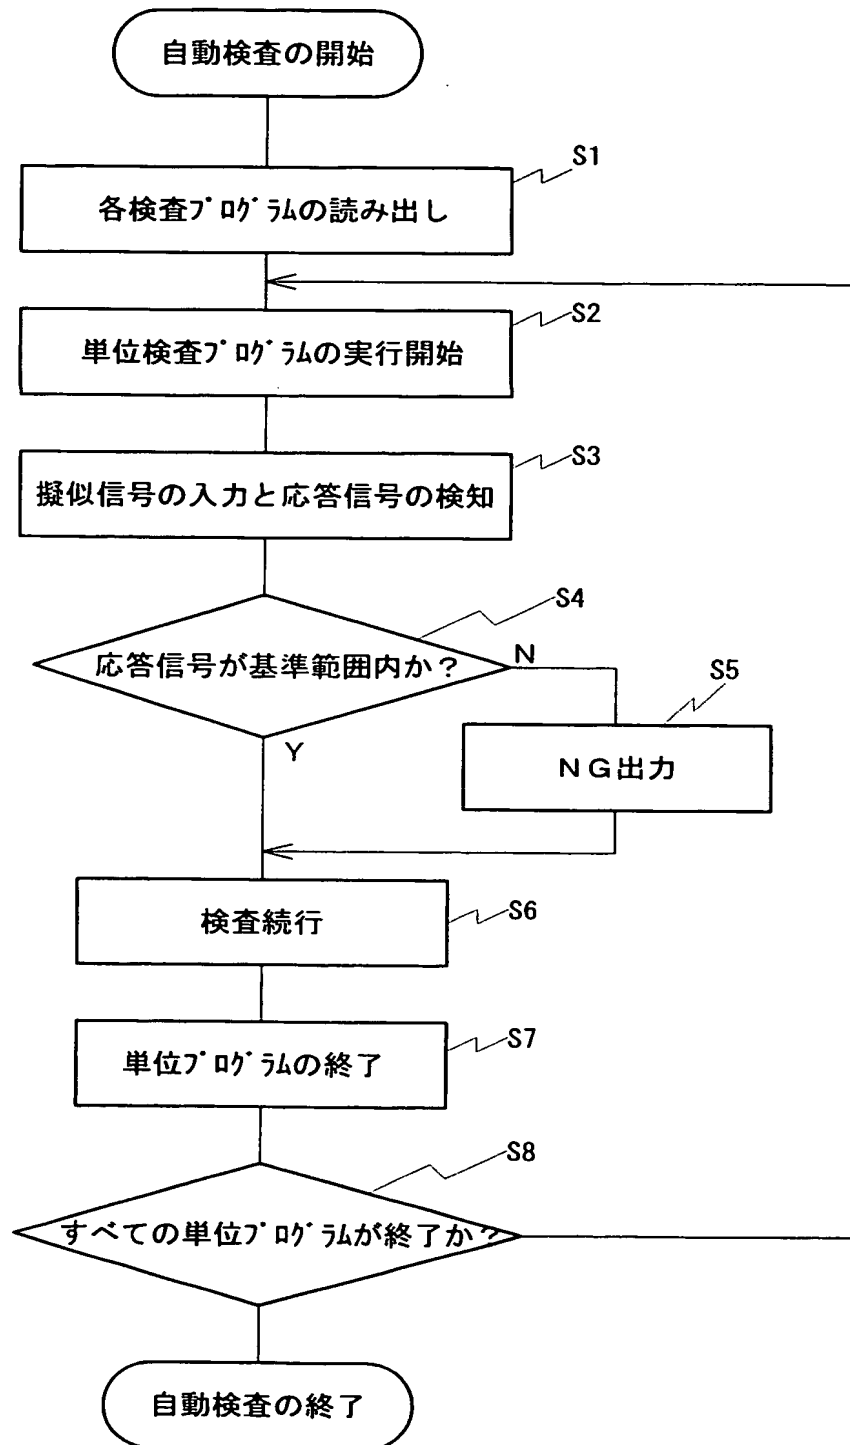 自動検査の開始
S1
各検査ﾌﾟﾛｸﾞﾗﾑの読み出し
S2
単位検査ﾌﾟﾛｸﾞﾗﾑの実行開始
S3
擬似信号の入力と応答信号の検知
S4
応答信号が基準範囲内か？
N
S5
Y
ＮＧ出力
S6
検査続行
S7
単位ﾌﾟﾛｸﾞﾗﾑの終了
S8
すべての単位ﾌﾟﾛｸﾞﾗﾑが終了か？
自動検査の終了